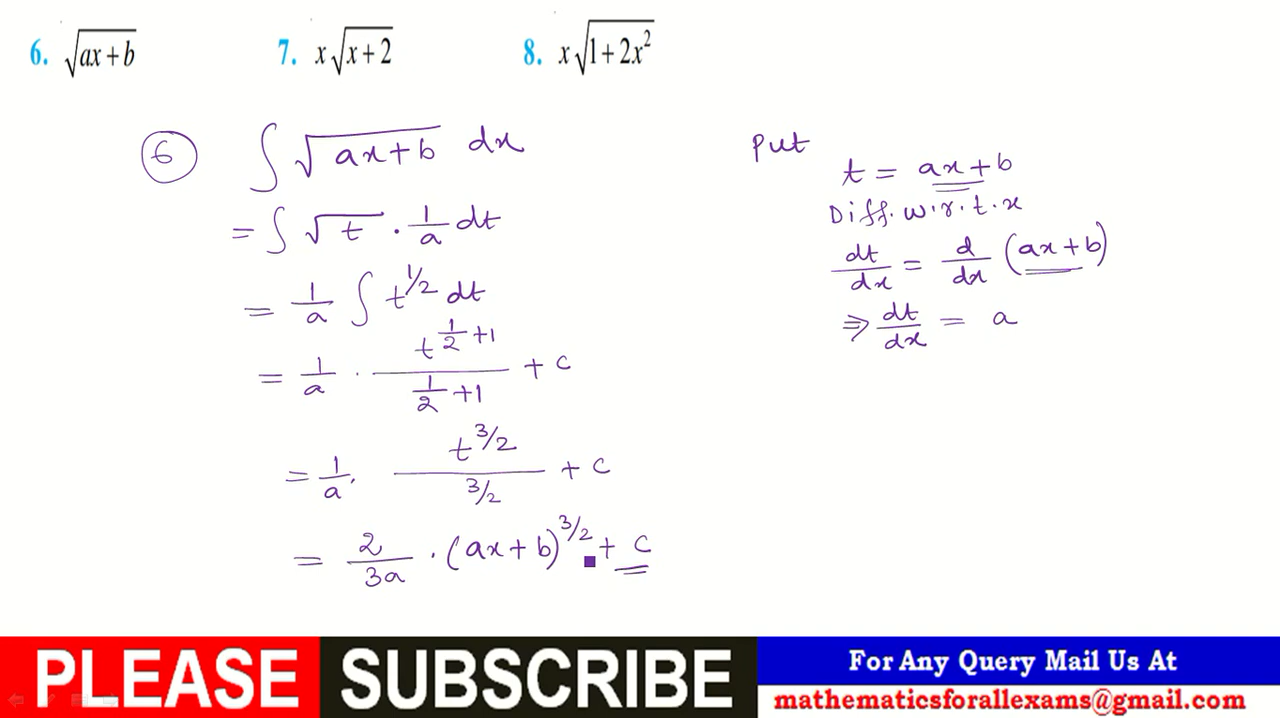 6. √(ax+b) 7. x√(x+2) 8. x√(1+2x²)
6 ∫ √(ax+b) dx
= ∫ √t · 1/a dt
= 1/a ∫ t^(1/2) dt
= 1/a · t^(1/2 +1) / (1/2 +1) + c
= 1/a · t^(3/2) / (3/2) + c
= 2/3a · (ax+b)^(3/2) + c
Put
t = ax+b
Diff. w.r.t. x
dt/dx = d/dx (ax+b)
⇒ dt/dx = a
PLEASE SUBSCRIBE
For Any Query Mail Us At
mathematicsforallexams@gmail.com